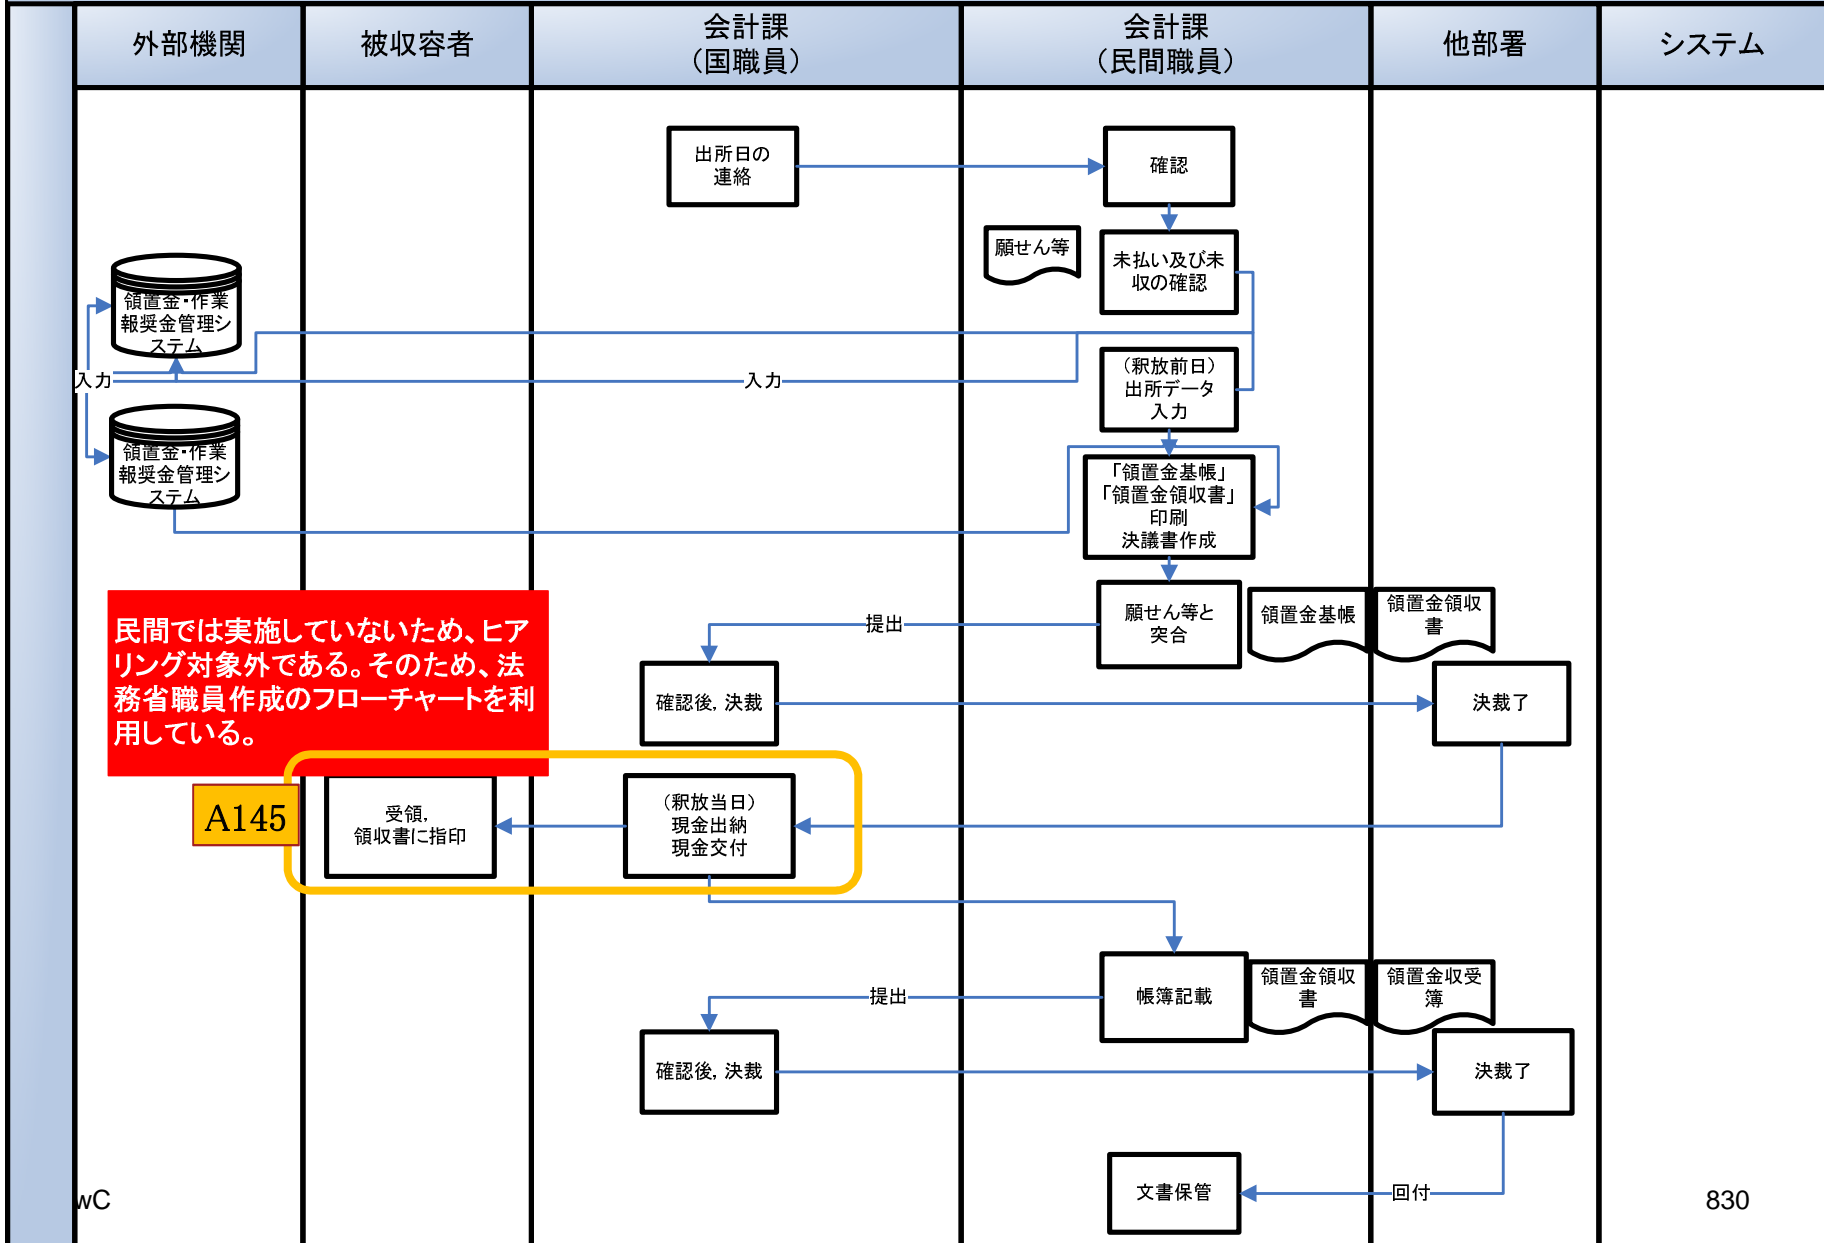 外部機関
被収容者
会計課
（国職員）
会計課
（民間職員）
他部署
システム
出所日の
連絡
確認
願せん等
未払い及び未
収の確認
領置金・作業
報奨金管理シ
ステム
入力
入力
（釈放前日）
出所データ
入力
領置金・作業
報奨金管理シ
ステム
「領置金基帳」
「領置金領収書」
印刷
決議書作成
民間では実施していないため、ヒア
リング対象外である。そのため、法
務省職員作成のフローチャートを利
用している。
提出
願せん等と
突合
領置金基帳
領置金領収
書
確認後，決裁
決裁了
A145
受領，
領収書に指印
（釈放当日）
現金出納
現金交付
提出
帳簿記載
領置金領収
書
領置金収受
簿
確認後，決裁
決裁了
文書保管
回付
wC
830